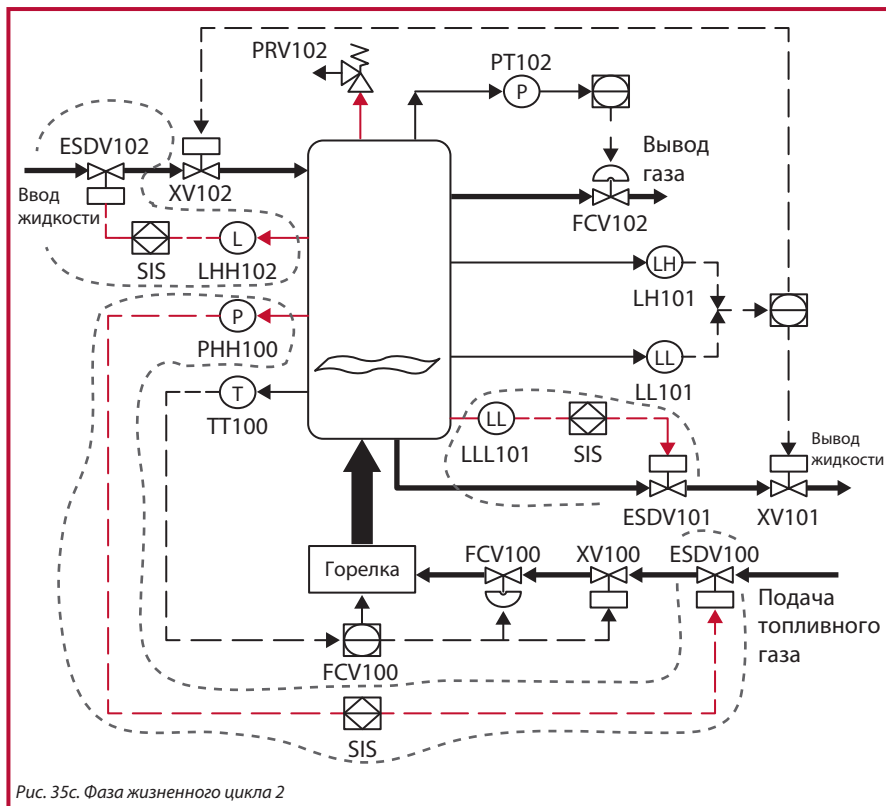 PRV102
PT102
P
ESDV102
XV102
Ввод
жидкости
Вывод
газа
FCV102
L
SIS
LHH102
LH
LH101
P
PHH100
LL
LL101
T
TT100
LL
LLL101
SIS
Вывод
жидкости
ESDV101
XV101
Горелка
FCV100
XV100
ESDV100
Подача
топливного
газа
FCV100
SIS
Рис. 35с. Фаза жизненного цикла 2